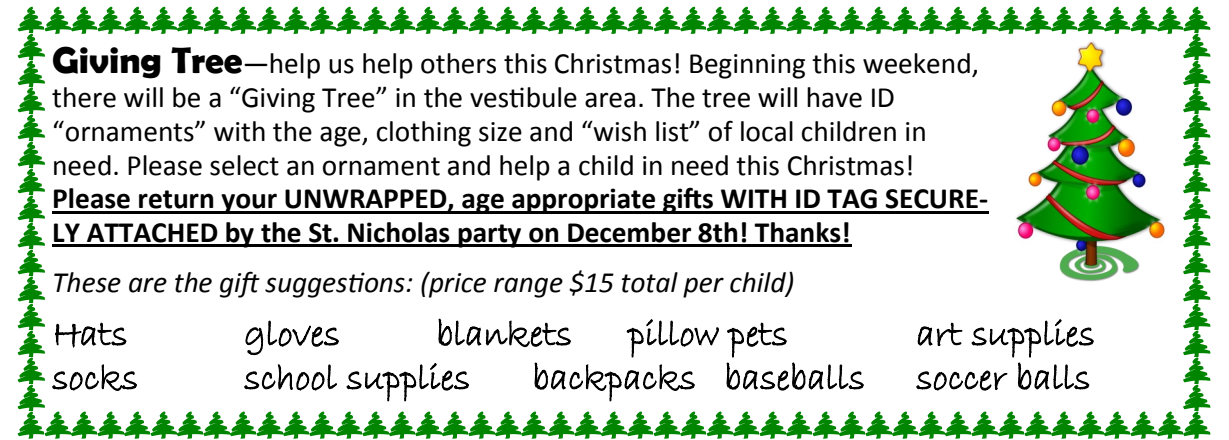 Giving Tree—help us help others this Christmas! Beginning this weekend,
there will be a “Giving Tree” in the vestibule area. The tree will have ID
“ornaments” with the age, clothing size and “wish list” of local children in
need. Please select an ornament and help a child in need this Christmas!
Please return your UNWRAPPED, age appropriate gifts WITH ID TAG SECURE-
LY ATTACHED by the St. Nicholas party on December 8th! Thanks!
These are the gift suggestions: (price range $15 total per child)
Hats gloves blankets pillow pets art supplies
socks school supplies backpacks baseballs soccer balls